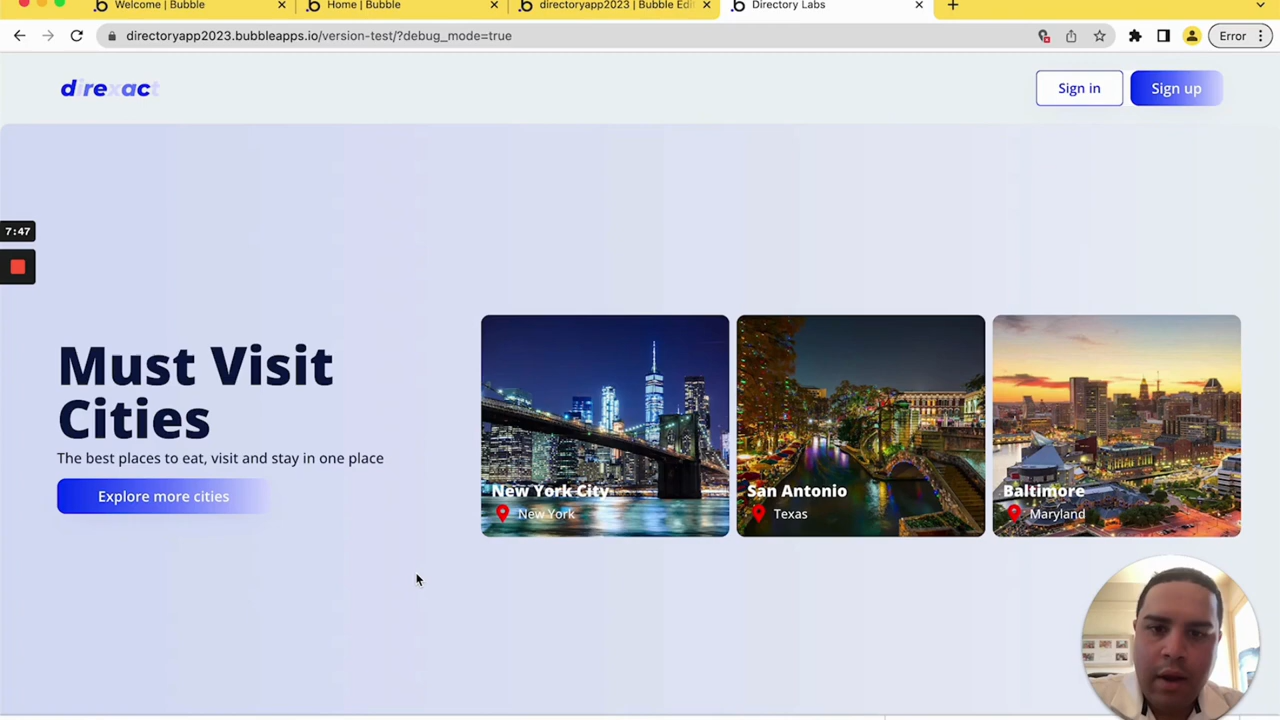 Welcome | Bubble
Home | Bubble
directoryapp2023 | Bubble Edi
Directory Labs
directoryapp2023.bubbleapps.io/version-test/?debug_mode=true
Error
direxact
Sign in
Sign up
7:47
Must Visit
Cities
The best places to eat, visit and stay in one place
Explore more cities
New York City
New York
San Antonio
Texas
Baltimore
Maryland